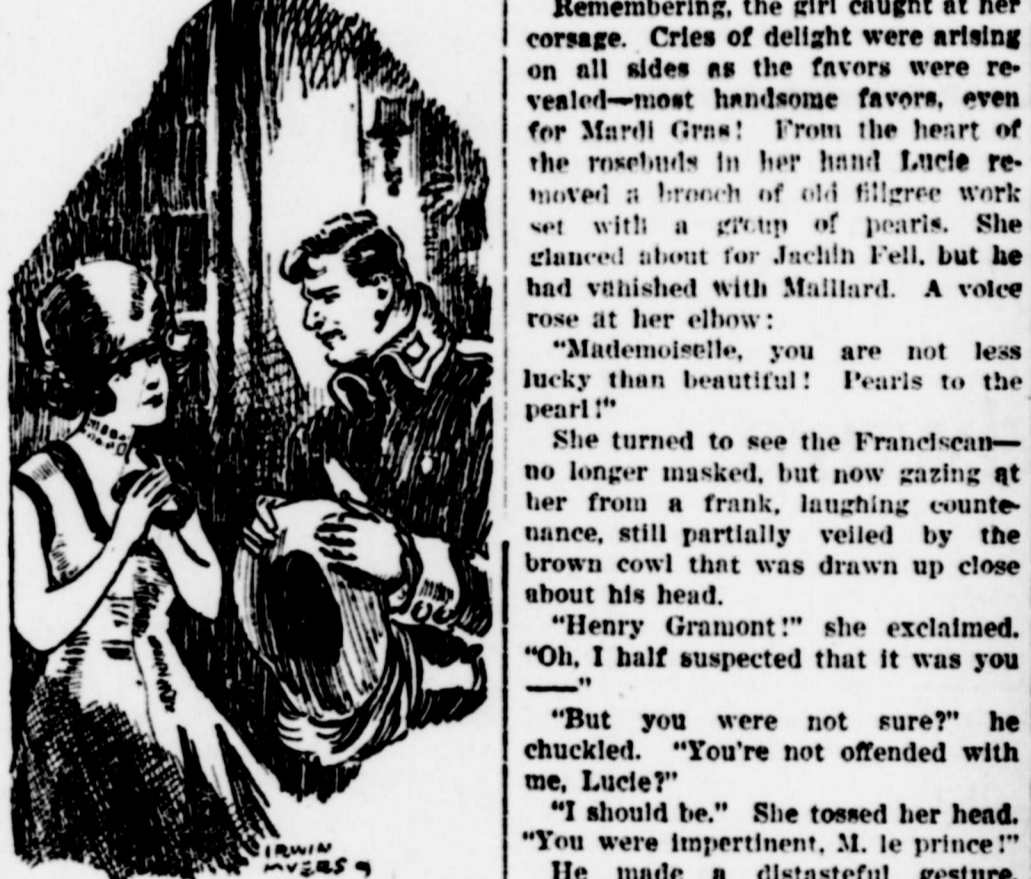 IRWIN
MYERS 9
Remembering, the girl caught at her
corsage. Cries of delight were arising
on all sides as the favors were re-
vealed—most handsome favors, even
for Mardi Gras! From the heart of
the rosebuds in her hand Lucie re-
moved a brooch of old filigree work
set with a group of pearls. She
glanced about for Jachin Fell, but he
had vanished with Maillard. A voice
rose at her elbow:
"Mademoiselle, you are not less
lucky than beautiful! Pearls to the
pearl!"
She turned to see the Franciscan—
no longer masked, but now gazing at
her from a frank, laughing counte-
nance, still partially veiled by the
brown cowl that was drawn up close
about his head.
"Henry Gramont!" she exclaimed.
"Oh, I half suspected that it was you
——"
"But you were not sure?" he
chuckled. "You're not offended with
me, Lucie?"
"I should be." She tossed her head.
"You were impertinent, M. le prince!"
He made a distasteful gesture.